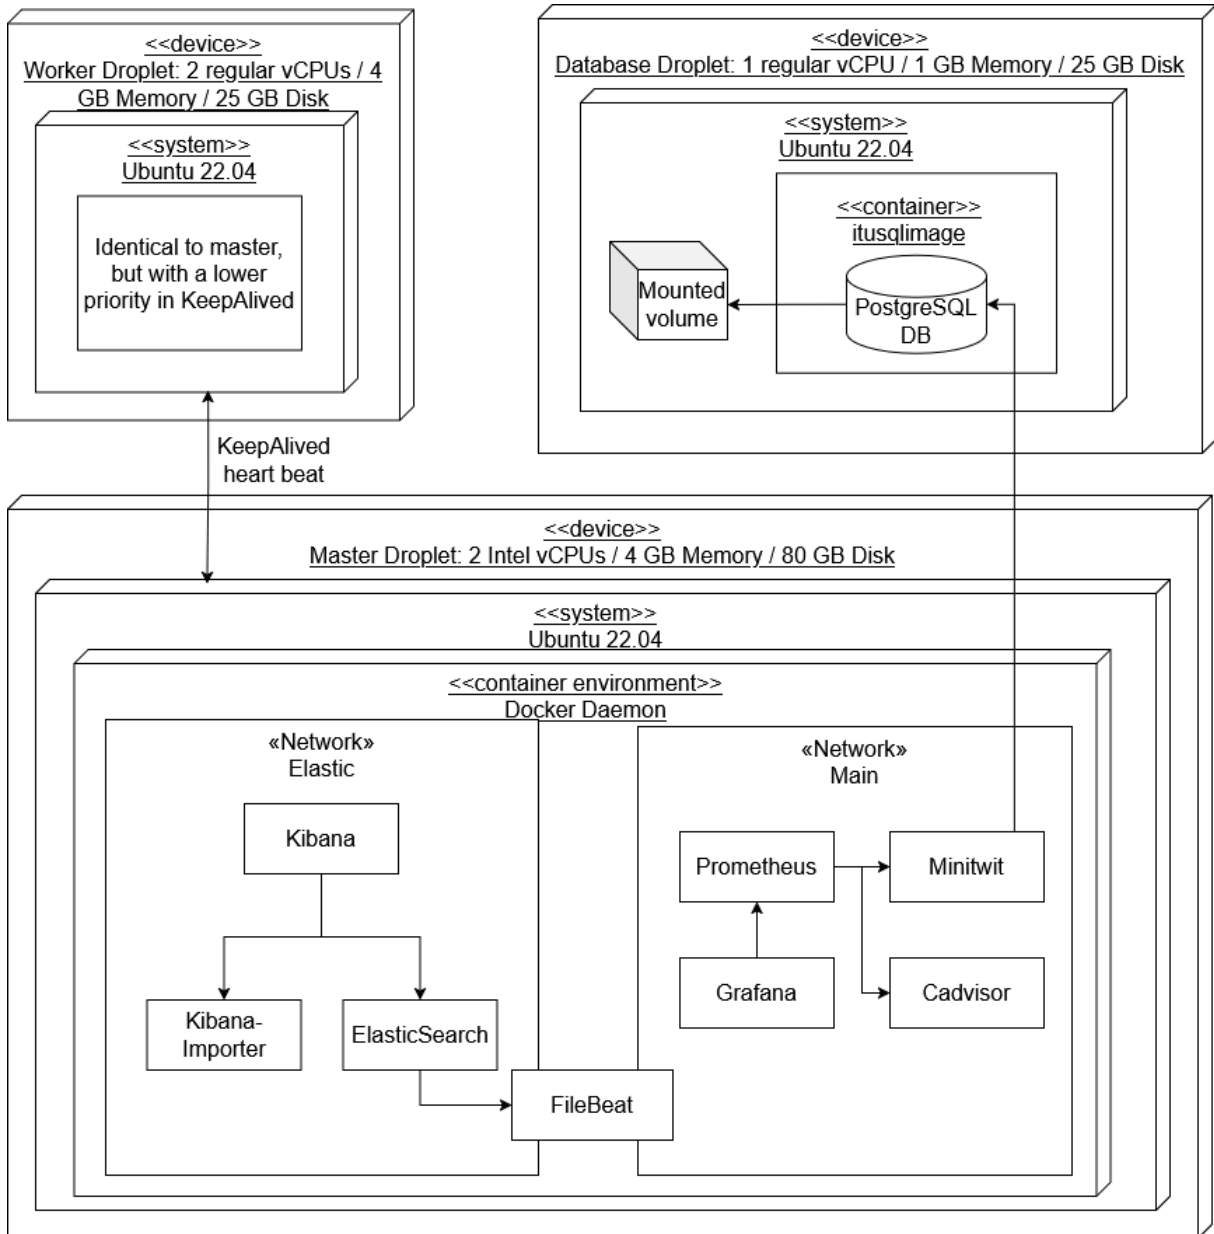 <<device>>
Worker Droplet: 2 regular vCPUs / 4
GB Memory / 25 GB Disk
<<system>>
Ubuntu 22.04
Identical to master,
but with a lower
priority in KeepAlived
<<device>>
Database Droplet: 1 regular vCPU / 1 GB Memory / 25 GB Disk
<<system>>
Ubuntu 22.04
<<container>>
itusqlimage
Mounted
volume
PostgreSQL
DB
KeepAlived
heart beat
<<device>>
Master Droplet: 2 Intel vCPUs / 4 GB Memory / 80 GB Disk
<<system>>
Ubuntu 22.04
<<container environment>>
Docker Daemon
«Network»
Elastic
Kibana
Kibana-
Importer
ElasticSearch
FileBeat
«Network»
Main
Prometheus
Minitwit
Grafana
Cadvisor